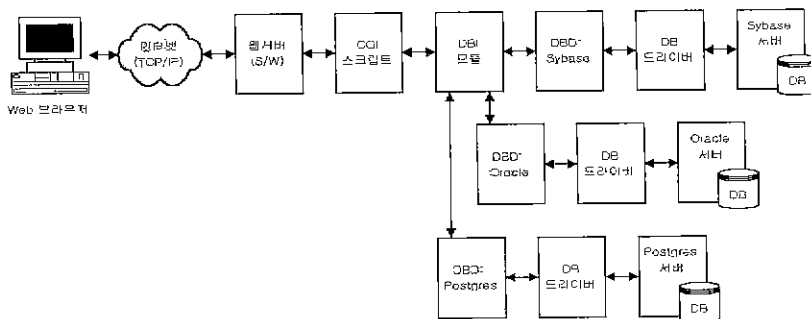 인터넷
(TCP/IP)
Web 브라우저
웹서버
(S/W)
CGI
스크립트
DBI
모듈
DBD:
Sybase
DB
드라이버
Sybase
서버
DB
DBD:
Oracle
DB
드라이버
Oracle
서버
DB
DBD:
Postgres
DB
드라이버
Postgres
서버
DB